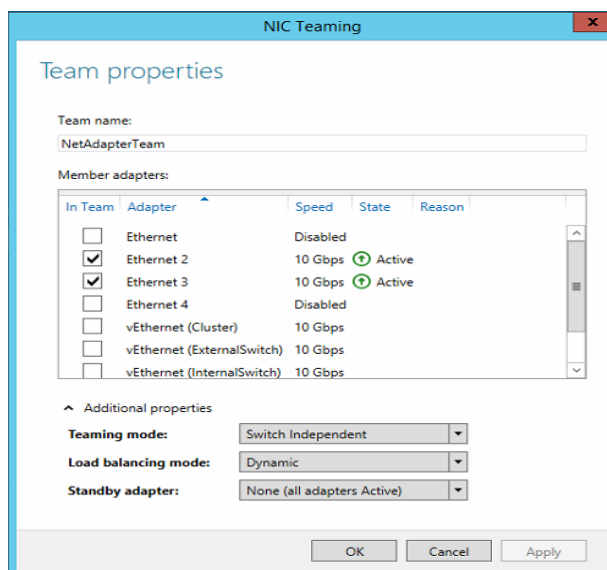 NIC Teaming
x
Team properties
Team name:
NetAdapterTeam
Member adapters:
In Team Adapter Speed State Reason
Ethernet Disabled
Ethernet 2 10 Gbps Active
Ethernet 3 10 Gbps Active
Ethernet 4 Disabled
vEthernet (Cluster) 10 Gbps
vEthernet (ExternalSwitch) 10 Gbps
vEthernet (InternalSwitch) 10 Gbps
Additional properties
Teaming mode: Switch Independent
Load balancing mode: Dynamic
Standby adapter: None (all adapters Active)
OK Cancel Apply